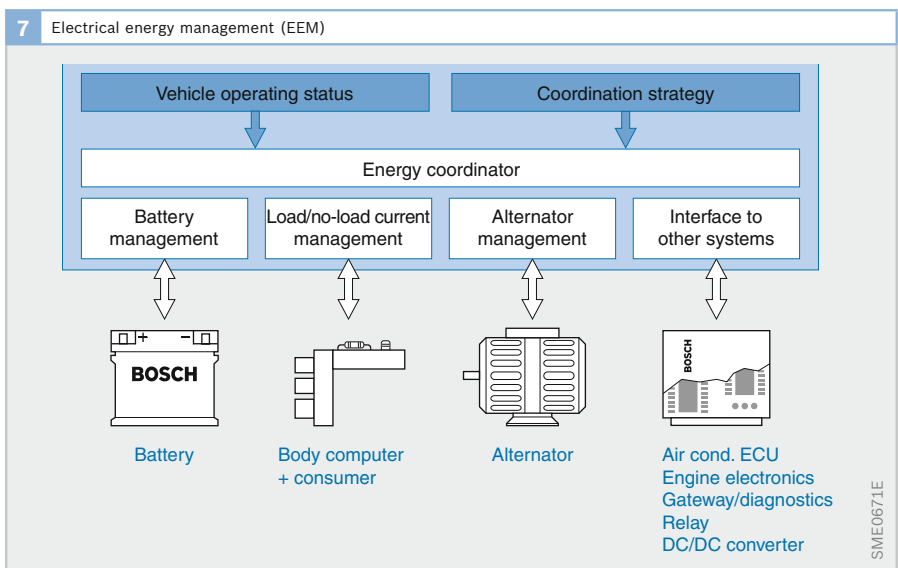 7 Electrical energy management (EEM)
Vehicle operating status
Coordination strategy
Energy coordinator
Battery
management
Load/no-load current
management
Alternator
management
Interface to
other systems
+ −
BOSCH
BOSCH
Battery
Body computer
+ consumer
Alternator
Air cond. ECU
Engine electronics
Gateway/diagnostics
Relay
DC/DC converter
SME0671E